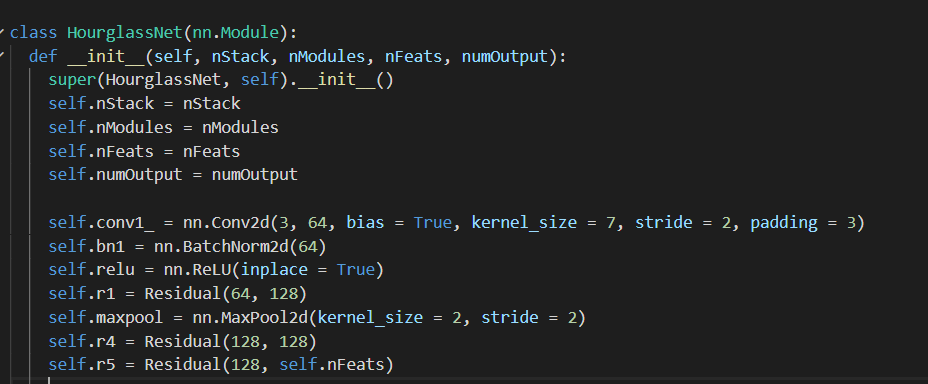 class HourglassNet(nn.Module):
  def __init__(self, nStack, nModules, nFeats, numOutput):
    super(HourglassNet, self).__init__()
    self.nStack = nStack
    self.nModules = nModules
    self.nFeats = nFeats
    self.numOutput = numOutput

    self.conv1_ = nn.Conv2d(3, 64, bias = True, kernel_size = 7, stride = 2, padding = 3)
    self.bn1 = nn.BatchNorm2d(64)
    self.relu = nn.ReLU(inplace = True)
    self.r1 = Residual(64, 128)
    self.maxpool = nn.MaxPool2d(kernel_size = 2, stride = 2)
    self.r4 = Residual(128, 128)
    self.r5 = Residual(128, self.nFeats)